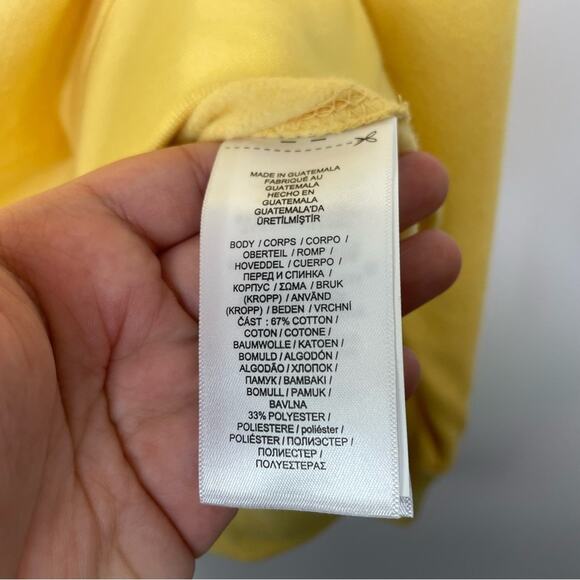 MADE IN GUATEMALA
FABRIQUÉ AU
GUATEMALA
HECHO EN
GUATEMALA
GUATEMALA'DA
ÜRETİLMİŞTİR
BODY / CORPS / CORPO /
OBERTEIL / ROMP /
HOVEDDEL / CUERPO /
ПЕРЕД И СПИНКА /
КОРПУС / ΣΩΜΑ / BRUK
(KROPP) / ANVÄND
(KROPP) / BEDEN / VRCHNÍ
ČÁST : 67% COTTON /
COTON / COTONE /
BAUMWOLLE / KATOEN /
BOMULD / ALGODÓN /
ALGODÃO / ХЛОПОК /
ПАМУК / ΒΑΜΒΑΚΙ /
BOMULL / PAMUK /
BAVLNA
33% POLYESTER /
POLIESTERE / poliéster /
POLIÉSTER / ПОЛИЭСТЕР /
ПОЛИЕСТЕР /
ΠΟΛΥΕΣΤΕΡΑΣ